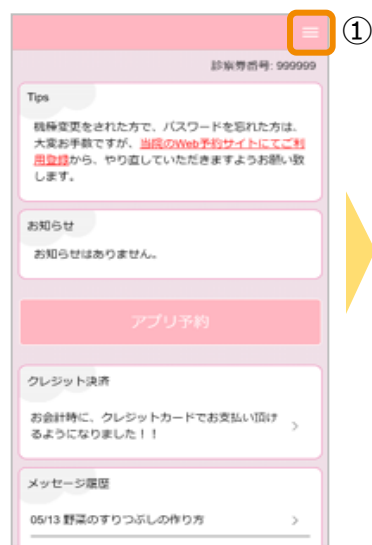 ①
診察券番号: 999999
Tips
機種変更をされた方で、パスワードを忘れた方は、
大変お手数ですが、当院のWeb予約サイトにてご利
用登録から、やり直していただきますようお願い致
します。
お知らせ
お知らせはありません。
アプリ予約
クレジット決済
お会計時に、クレジットカードでお支払い頂け
るようになりました！！
メッセージ履歴
05/13 野菜のすりつぶしの作り方